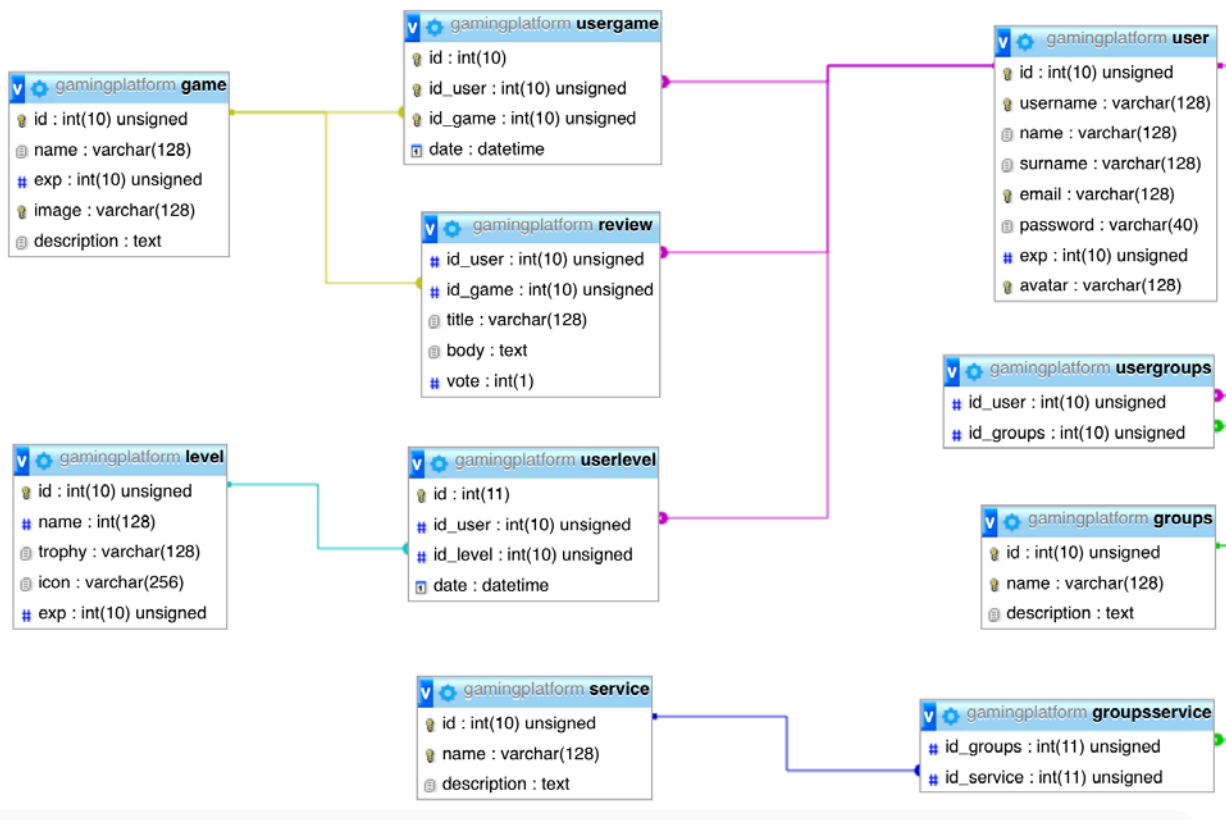 gamingplatform usergame
id : int(10)
id_user : int(10) unsigned
id_game : int(10) unsigned
date : datetime
gamingplatform user
id : int(10) unsigned
username : varchar(128)
name : varchar(128)
surname : varchar(128)
email : varchar(128)
password : varchar(40)
exp : int(10) unsigned
avatar : varchar(128)
gamingplatform game
id : int(10) unsigned
name : varchar(128)
exp : int(10) unsigned
image : varchar(128)
description : text
gamingplatform review
id_user : int(10) unsigned
id_game : int(10) unsigned
title : varchar(128)
body : text
vote : int(1)
gamingplatform usergroups
id_user : int(10) unsigned
id_groups : int(10) unsigned
gamingplatform level
id : int(10) unsigned
name : int(128)
trophy : varchar(128)
icon : varchar(256)
exp : int(10) unsigned
gamingplatform userlevel
id : int(11)
id_user : int(10) unsigned
id_level : int(10) unsigned
date : datetime
gamingplatform groups
id : int(10) unsigned
name : varchar(128)
description : text
gamingplatform service
id : int(10) unsigned
name : varchar(128)
description : text
gamingplatform groupsservice
id_groups : int(11) unsigned
id_service : int(11) unsigned